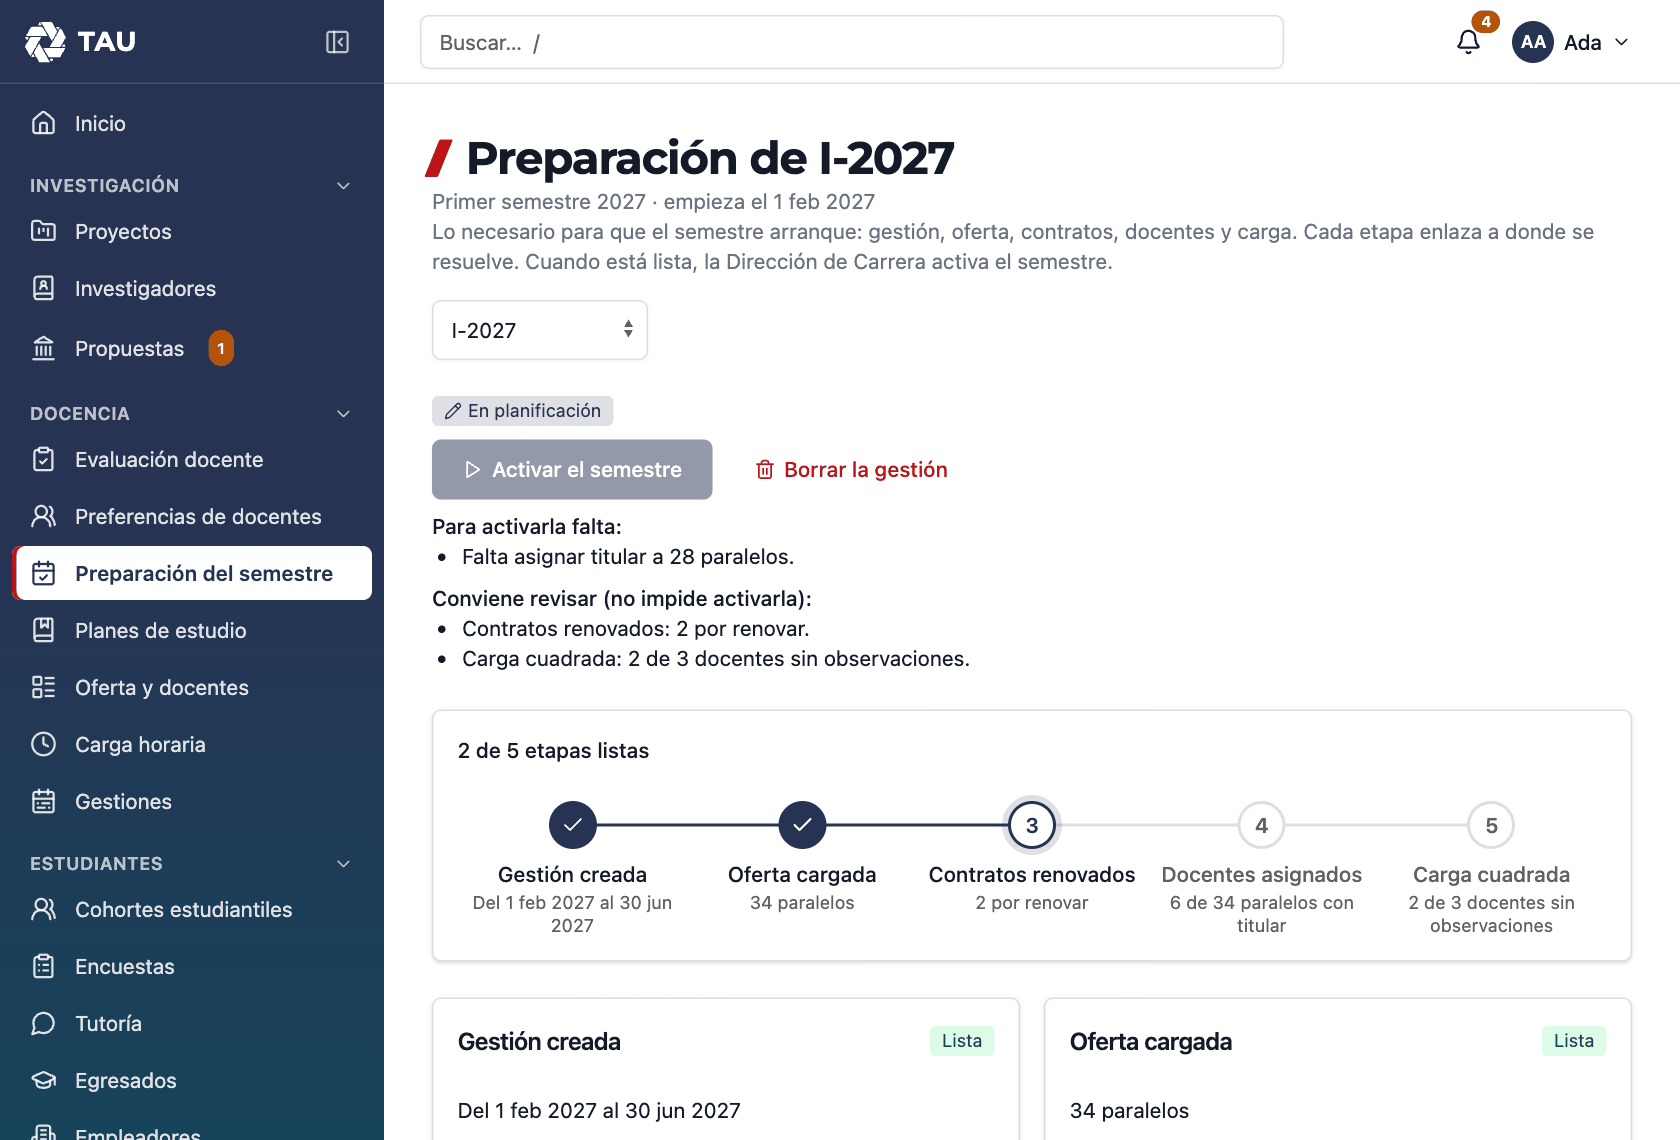 TAU
Buscar... /
4
AA
Ada
Inicio
INVESTIGACIÓN
Proyectos
Investigadores
Propuestas
1
DOCENCIA
Evaluación docente
Preferencias de docentes
Preparación del semestre
Planes de estudio
Oferta y docentes
Carga horaria
Gestiones
ESTUDIANTES
Cohortes estudiantiles
Encuestas
Tutoría
Egresados
Empleadores
Preparación de I-2027
Primer semestre 2027 · empieza el 1 feb 2027
Lo necesario para que el semestre arranque: gestión, oferta, contratos, docentes y carga. Cada etapa enlaza a donde se
resuelve. Cuando está lista, la Dirección de Carrera activa el semestre.
I-2027
En planificación
Activar el semestre
Borrar la gestión
Para activarla falta:
• Falta asignar titular a 28 paralelos.
Conviene revisar (no impide activarla):
• Contratos renovados: 2 por renovar.
• Carga cuadrada: 2 de 3 docentes sin observaciones.
2 de 5 etapas listas
Gestión creada
Del 1 feb 2027 al 30 jun
2027
Oferta cargada
34 paralelos
3
Contratos renovados
2 por renovar
4
Docentes asignados
6 de 34 paralelos con
titular
5
Carga cuadrada
2 de 3 docentes sin
observaciones
Gestión creada
Lista
Del 1 feb 2027 al 30 jun 2027
Oferta cargada
Lista
34 paralelos